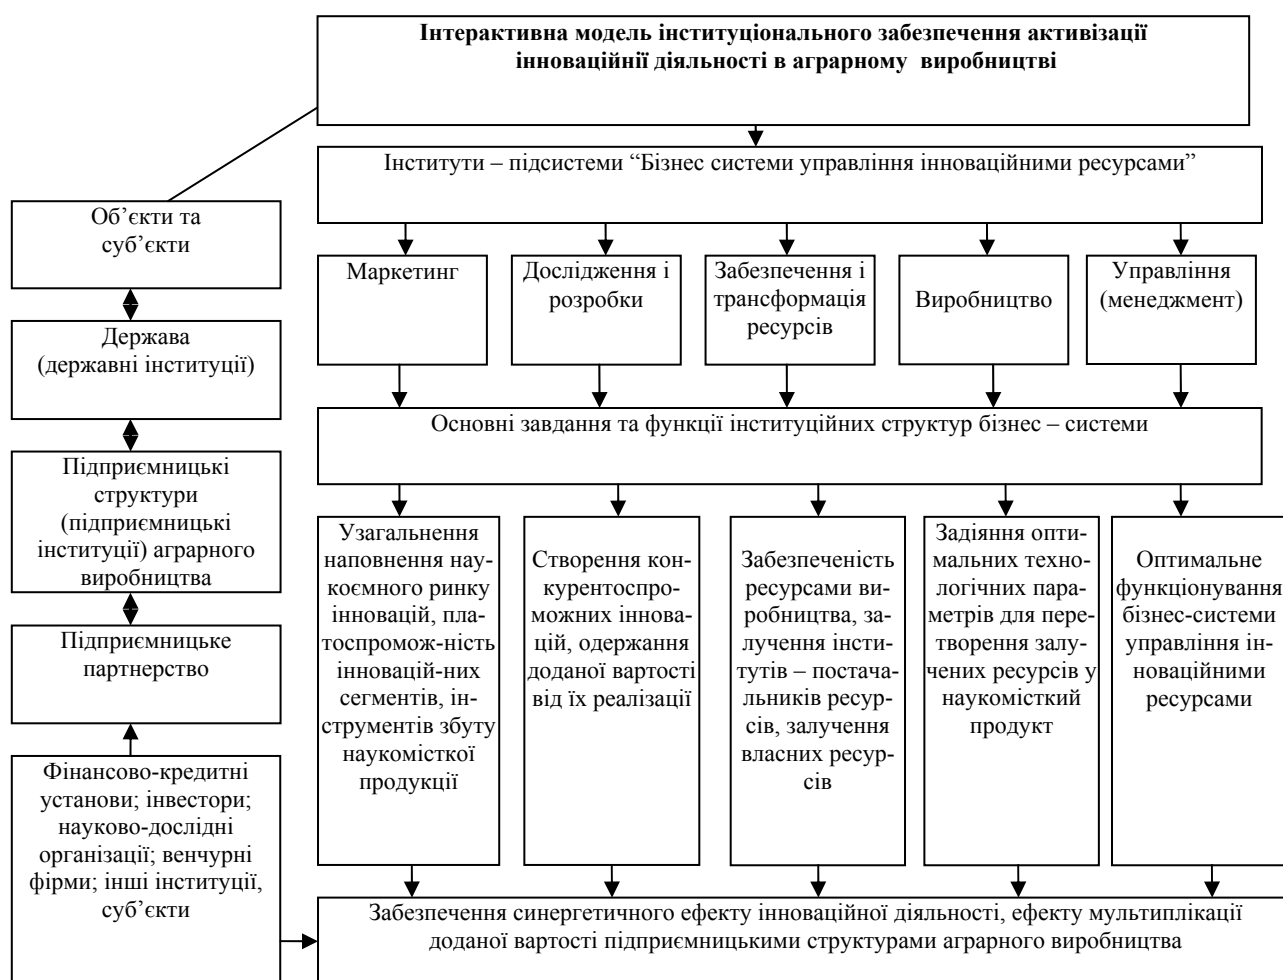 Інтерактивна модель інституціонального забезпечення активізації
інноваційнії діяльності в аграрному виробництві
Інститути – підсистеми “Бізнес системи управління інноваційними ресурсами”
Об’єкти та
суб’єкти
Маркетинг
Дослідження і
розробки
Забезпечення і
трансформація
ресурсів
Виробництво
Управління
(менеджмент)
Держава
(державні інституції)
Основні завдання та функції інституційних структур бізнес – системи
Підприємницькі
структури
(підприємницькі
інституції) аграрного
виробництва
Підприємницьке
партнерство
Фінансово-кредитні
установи; інвестори;
науково-дослідні
організації; венчурні
фірми; інші інституції,
суб’єкти
Узагальнення
наповнення нау-
коємного ринку
інновацій, пла-
тоспромож-ність
інновацій-них
сегментів, ін-
струментів збуту
наукомісткої
продукції
Створення кон-
курентоспро-
можних іннова-
цій, одержання
доданої вартості
від їх реалізації
Забезпеченість
ресурсами ви-
робництва, за-
лучення інсти-
тутів – постача-
льників ресур-
сів, залучення
власних ресур-
сів
Задіяння опти-
мальних техно-
логічних пара-
метрів для пере-
творення залу-
чених ресурсів у
наукомісткий
продукт
Оптимальне
функціонування
бізнес-системи
управління ін-
новаційними
ресурсами
Забезпечення синергетичного ефекту інноваційної діяльності, ефекту мультиплікації
доданої вартості підприємницькими структурами аграрного виробництва